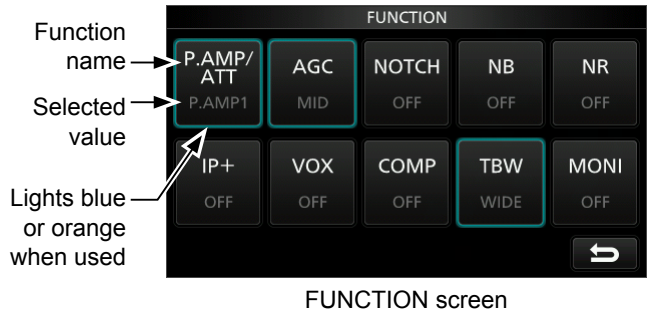 FUNCTION
Function
name
P.AMP/
ATT
AGC
NOTCH
NB
NR
Selected
value
P.AMP1
MID
OFF
OFF
OFF
IP+
VOX
COMP
TBW
MONI
Lights blue
or orange
when used
OFF
OFF
OFF
WIDE
OFF
FUNCTION screen